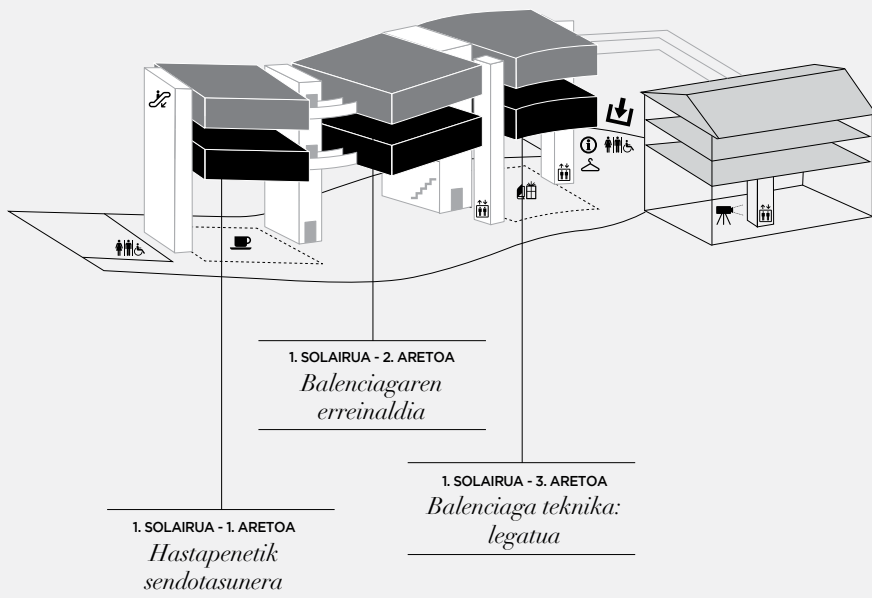 1. SOLAIRUA - 2. ARETOA
Balenciagaren
erreinaldia
1. SOLAIRUA - 3. ARETOA
Balenciaga teknika:
legatua
1. SOLAIRUA - 1. ARETOA
Hastapenetik
sendotasunera